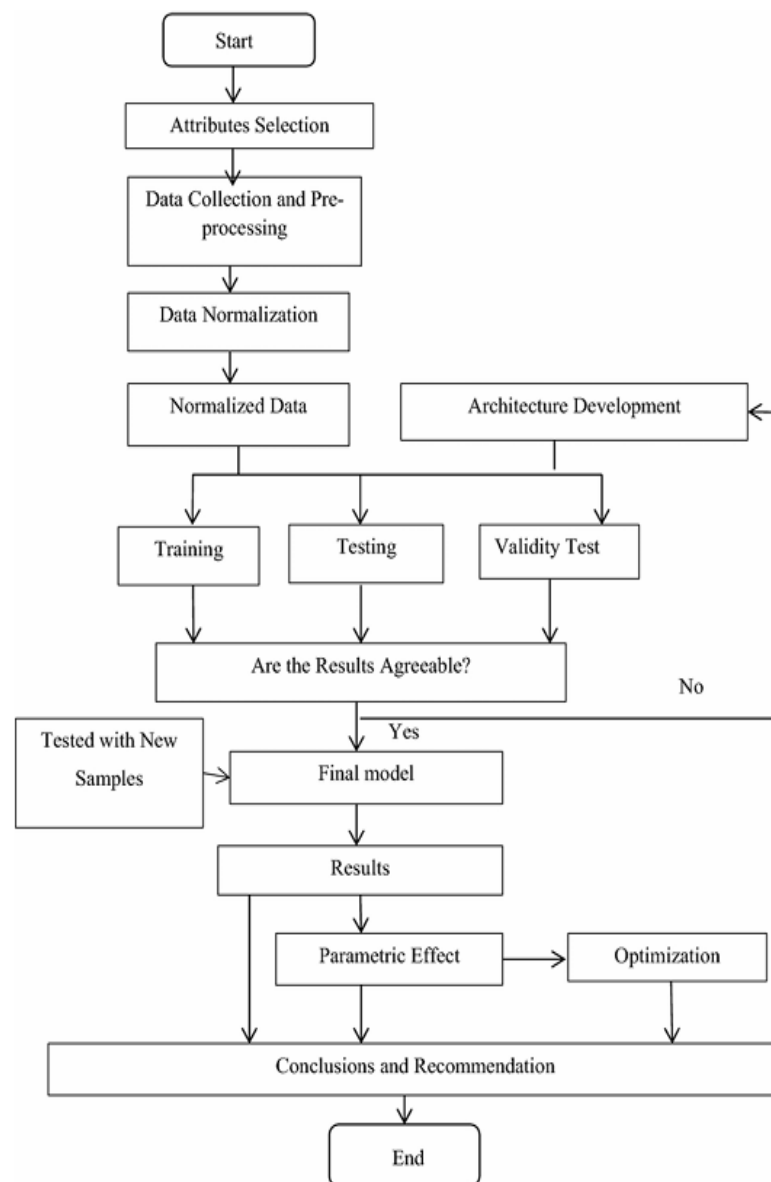 Start
Attributes Selection
Data Collection and Pre-
processing
Data Normalization
Normalized Data
Architecture Development
Training
Testing
Validity Test
Are the Results Agreeable?
No
Yes
Tested with New
Samples
Final model
Results
Parametric Effect
Optimization
Conclusions and Recommendation
End